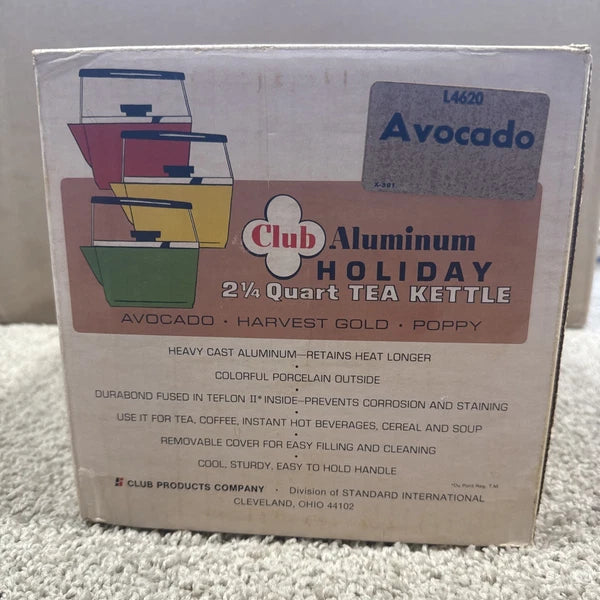 L4620
Avocado
X-391
Club Aluminum
HOLIDAY
2¼ Quart TEA KETTLE
AVOCADO · HARVEST GOLD · POPPY
HEAVY CAST ALUMINUM—RETAINS HEAT LONGER
•
COLORFUL PORCELAIN OUTSIDE
•
DURABOND FUSED IN TEFLON II* INSIDE—PREVENTS CORROSION AND STAINING
•
USE IT FOR TEA, COFFEE, INSTANT HOT BEVERAGES, CEREAL AND SOUP
•
REMOVABLE COVER FOR EASY FILLING AND CLEANING
•
COOL, STURDY, EASY TO HOLD HANDLE
*Du Pont Reg. T.M.
CLUB PRODUCTS COMPANY · Division of STANDARD INTERNATIONAL
CLEVELAND, OHIO 44102